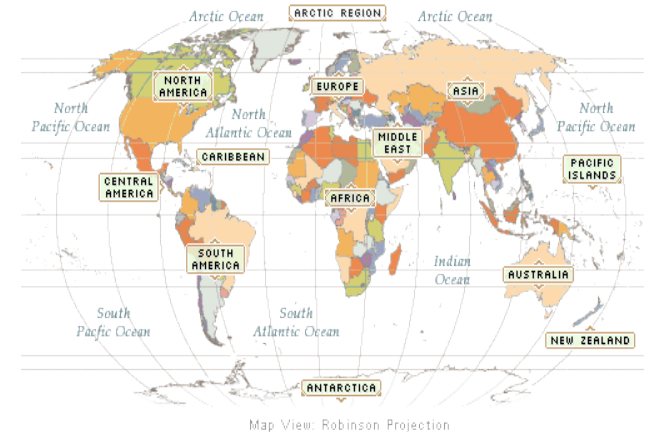 Arctic Ocean
ARCTIC REGION
Arctic Ocean
NORTH
AMERICA
EUROPE
ASIA
North
Pacific Ocean
North
Atlantic Ocean
North
Pacific Ocean
MIDDLE
EAST
CARIBBEAN
PACIFIC
ISLANDS
CENTRAL
AMERICA
AFRICA
SOUTH
AMERICA
Indian
Ocean
AUSTRALIA
South
Pacfic Ocean
South
Atlantic Ocean
NEW ZEALAND
ANTARCTICA
Map View: Robinson Projection